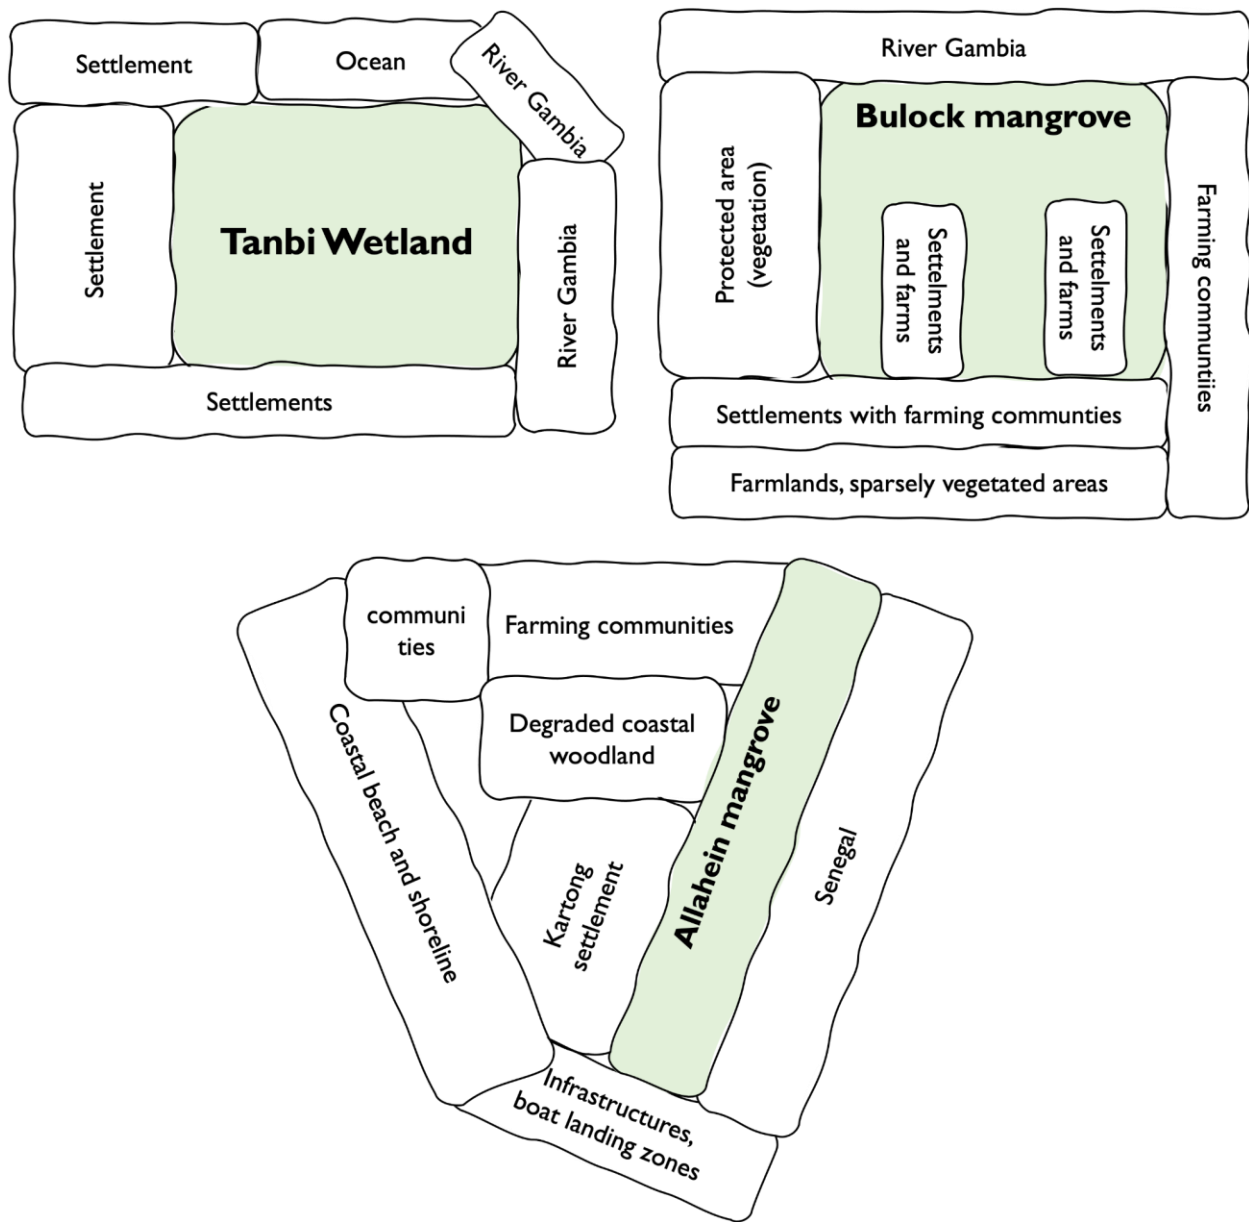 Settlement
Ocean
River Gambia
Settlement
Tanbi Wetland
River Gambia
Settlements
River Gambia
Bulock mangrove
Protected area
(vegetation)
Settelments
and farms
Settelments
and farms
Farming communtiies
Settlements with farming communties
Farmlands, sparsely vegetated areas
communi
ties
Farming communities
Degraded coastal
woodland
Coastal beach and shoreline
Kartong
settlement
Allahein mangrove
Senegal
Infrastructures,
boat landing zones